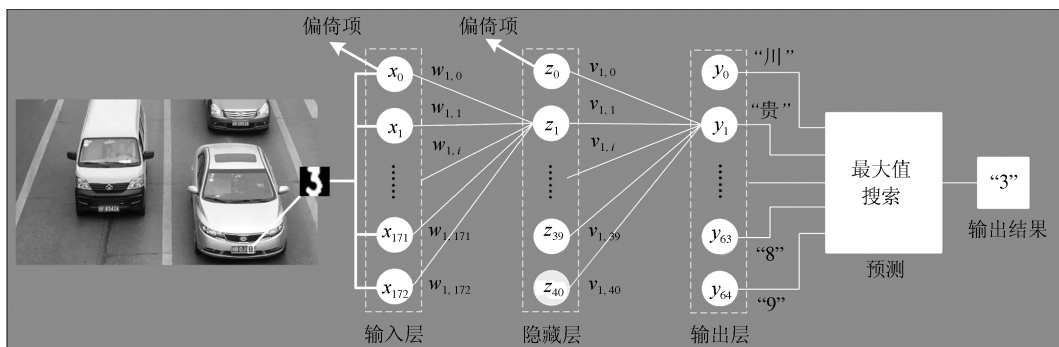 偏倚项
偏倚项
x0
x1
x171
x172
w1,0
w1,1
w1,i
w1,171
w1,172
输入层
z0
z1
z39
z40
v1,0
v1,1
v1,i
v1,39
v1,40
隐藏层
y0
y1
y63
y64
输出层
“川”
“贵”
“8”
“9”
最大值
搜索
预测
“3”
输出结果
3